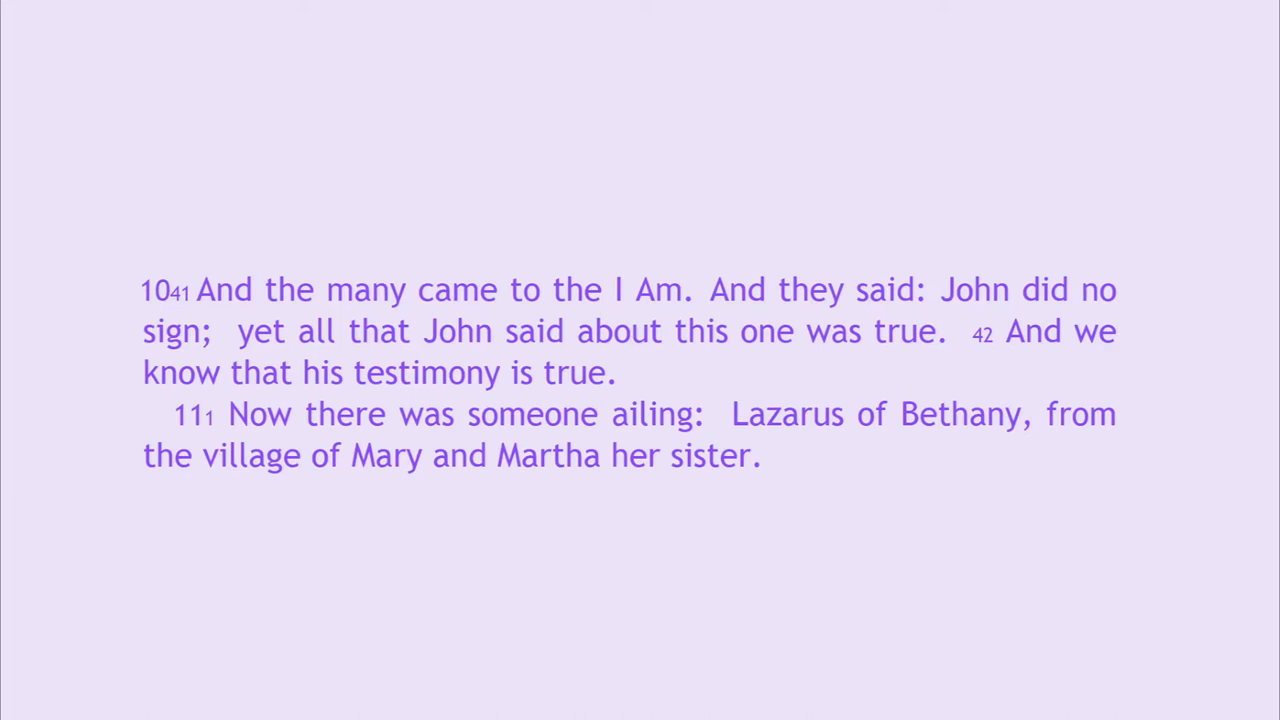 1041 And the many came to the I Am. And they said: John did no
sign; yet all that John said about this one was true. 42 And we
know that his testimony is true.
111 Now there was someone ailing: Lazarus of Bethany, from
the village of Mary and Martha her sister.